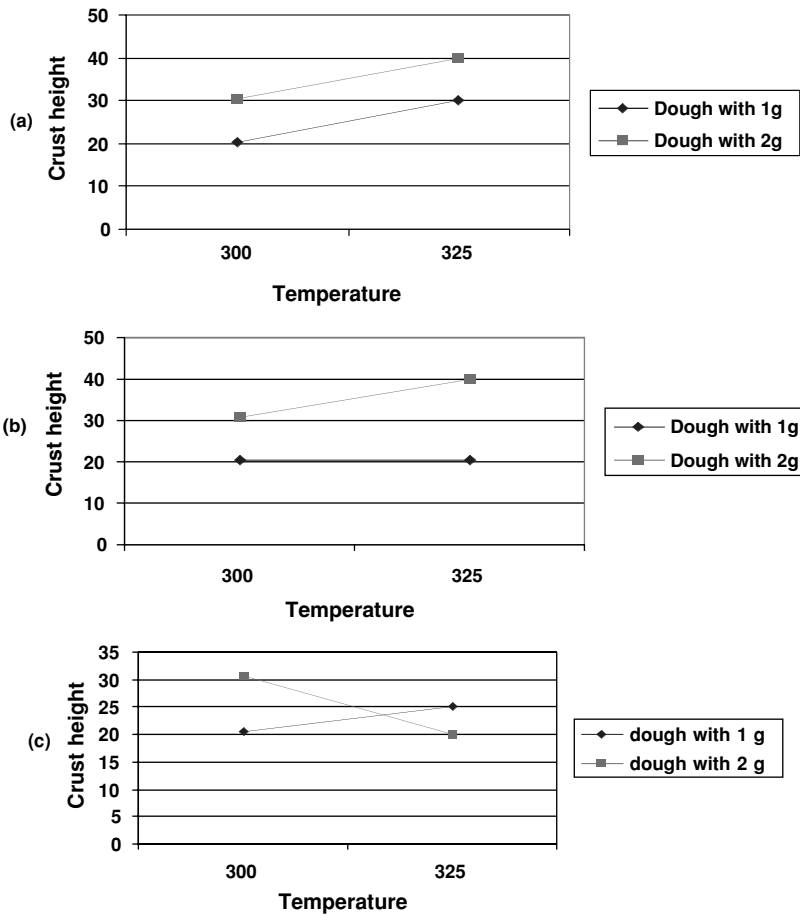 (a)
Crust height
50
40
30
20
10
0
300 325
Temperature
Dough with 1g
Dough with 2g
(b)
Crust height
50
40
30
20
10
0
300 325
Temperature
Dough with 1g
Dough with 2g
(c)
Crust height
35
30
25
20
15
10
5
0
300 325
Temperature
dough with 1 g
dough with 2 g